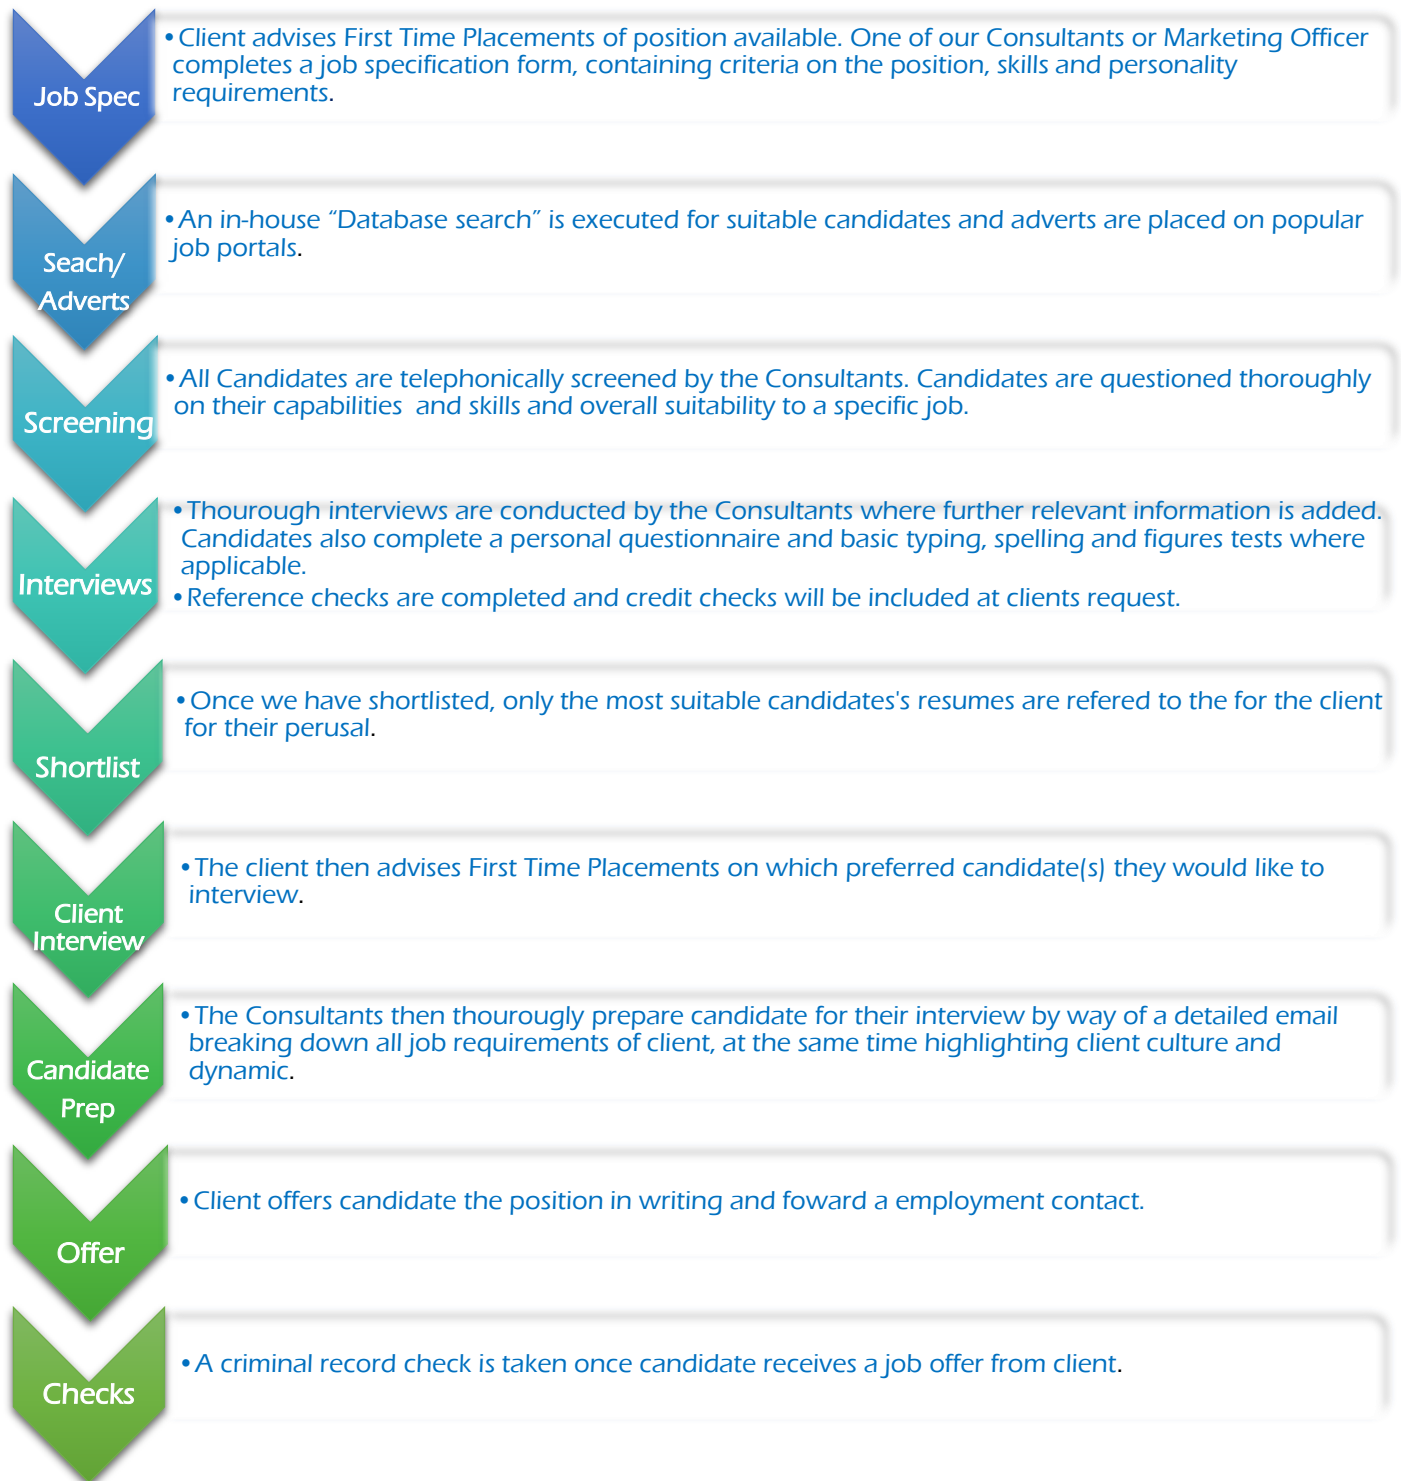 Job Spec
•Client advises First Time Placements of position available. One of our Consultants or Marketing Officer
completes a job specification form, containing criteria on the position, skills and personality
requirements.
Seach/
Adverts
•An in-house “Database search” is executed for suitable candidates and adverts are placed on popular
job portals.
Screening
•All Candidates are telephonically screened by the Consultants. Candidates are questioned thoroughly
on their capabilities  and skills and overall suitability to a specific job.
Interviews
•Thourough interviews are conducted by the Consultants where further relevant information is added.
Candidates also complete a personal questionnaire and basic typing, spelling and figures tests where
applicable.
•Reference checks are completed and credit checks will be included at clients request.
Shortlist
•Once we have shortlisted, only the most suitable candidates's resumes are refered to the for the client
for their perusal.
Client
Interview
•The client then advises First Time Placements on which preferred candidate(s) they would like to
interview.
Candidate
Prep
•The Consultants then thourougly prepare candidate for their interview by way of a detailed email
breaking down all job requirements of client, at the same time highlighting client culture and
dynamic.
Offer
•Client offers candidate the position in writing and foward a employment contact.
Checks
•A criminal record check is taken once candidate receives a job offer from client.